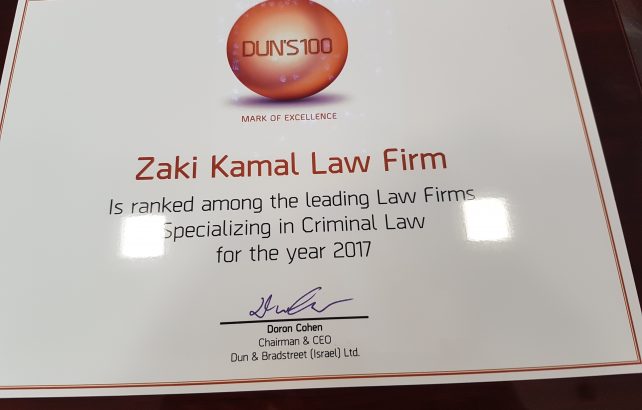 DUN'S100
MARK OF EXCELLENCE
Zaki Kamal Law Firm
Is ranked among the leading Law Firms
Specializing in Criminal Law
for the year 2017
Doron Cohen
Chairman & CEO
Dun & Bradstreet (Israel) Ltd.